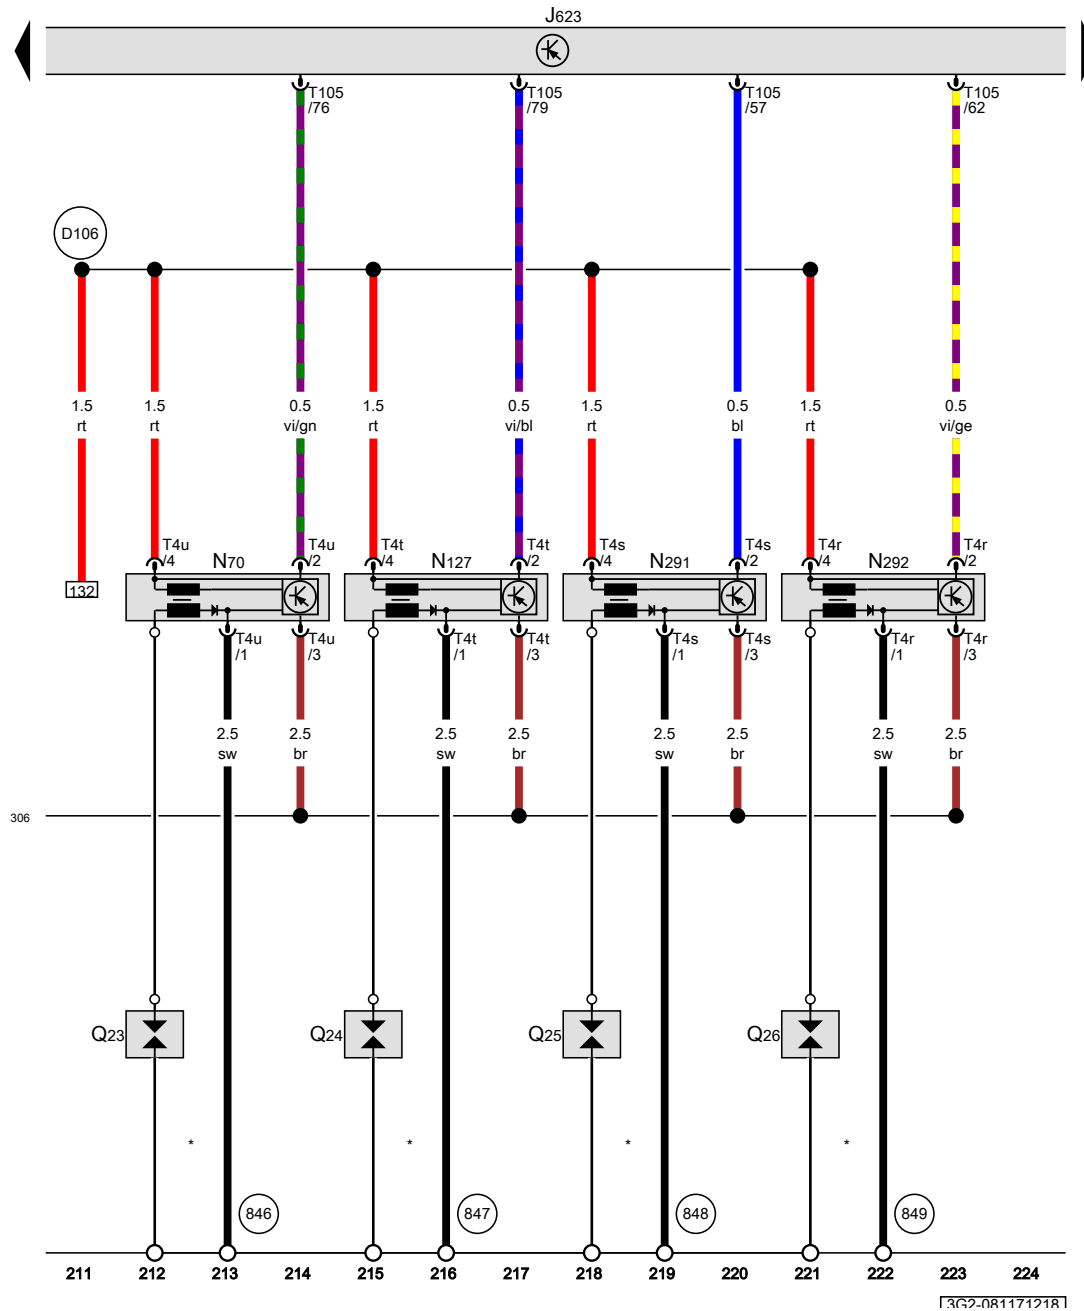 J623
T105 T105 T105 T105
/76 /79 /57 /62
D106
1.5 1.5 0.5 1.5 0.5 1.5 0.5 1.5 0.5
rt rt vi/gn rt vi/bl rt bl rt vi/ge
T4u T4u T4t T4t T4s T4s T4r T4r
/4 N70 /2 /4 N127 /2 /4 N291 /2 /4 N292 /2
132
T4u T4u T4t T4t T4s T4s T4r T4r
/1 /3 /1 /3 /1 /3 /1 /3
2.5 2.5 2.5 2.5 2.5 2.5 2.5 2.5
sw br sw br sw br sw br
306
Q23 Q24 Q25 Q26
* * * *
846 847 848 849
211 212 213 214 215 216 217 218 219 220 221 222 223 224
3G2-081171218